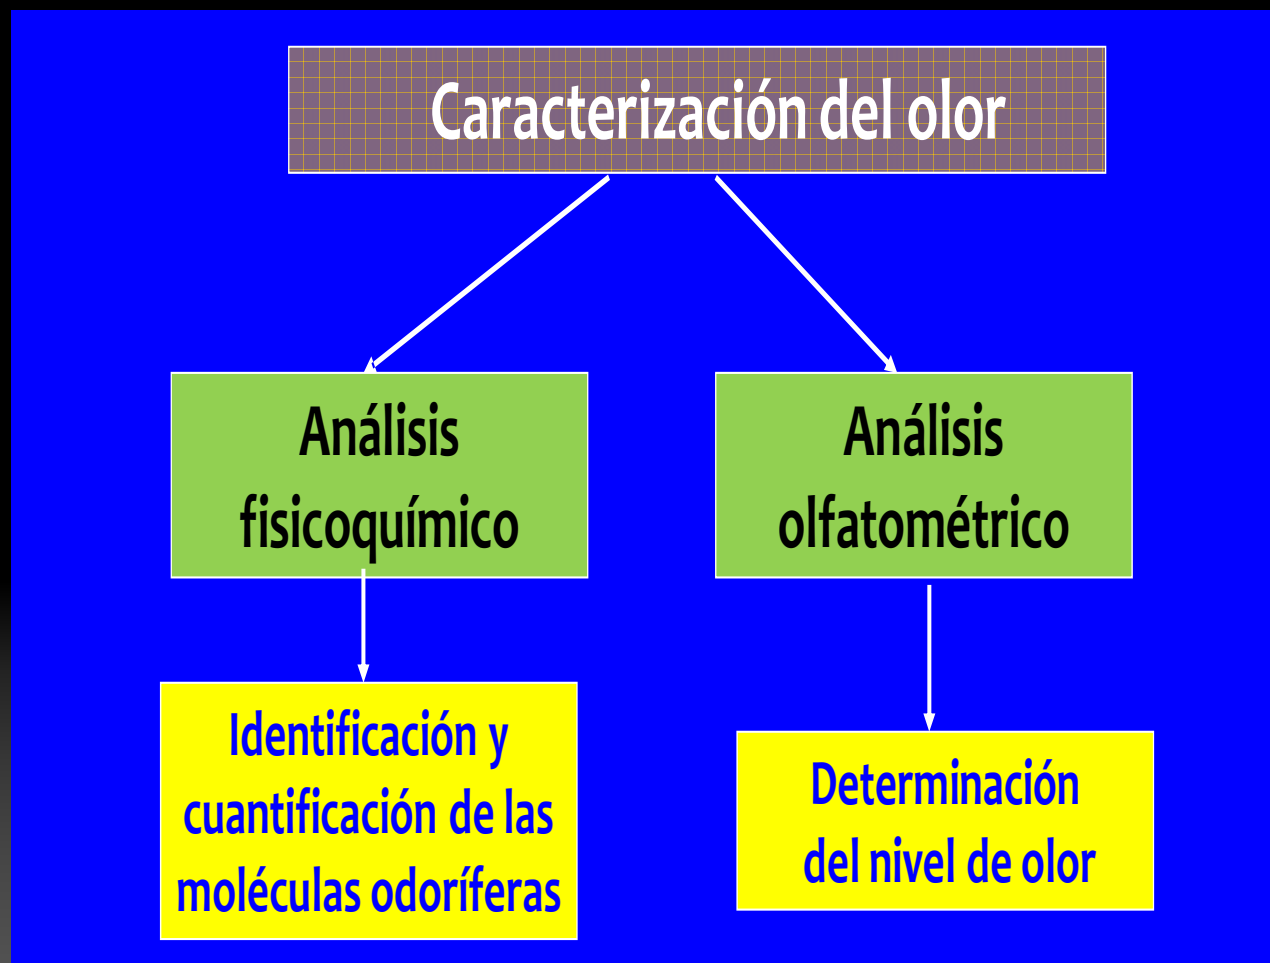 Caracterización del olor
Análisis
fisicoquímico
Análisis
olfatométrico
Identificación y
cuantificación de las
moléculas odoríferas
Determinación
del nivel de olor